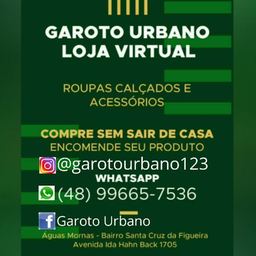 GAROTO URBANO
LOJA VIRTUAL
ROUPAS CALÇADOS E
ACESSÓRIOS
COMPRE SEM SAIR DE CASA
ENCOMENDE SEU PRODUTO
@garotourbano123
WHATSAPP
(48) 99665-7536
Garoto Urbano
Águas Mornas - Bairro Santa Cruz da Figueira
Avenida Ida Hahn Back 1705